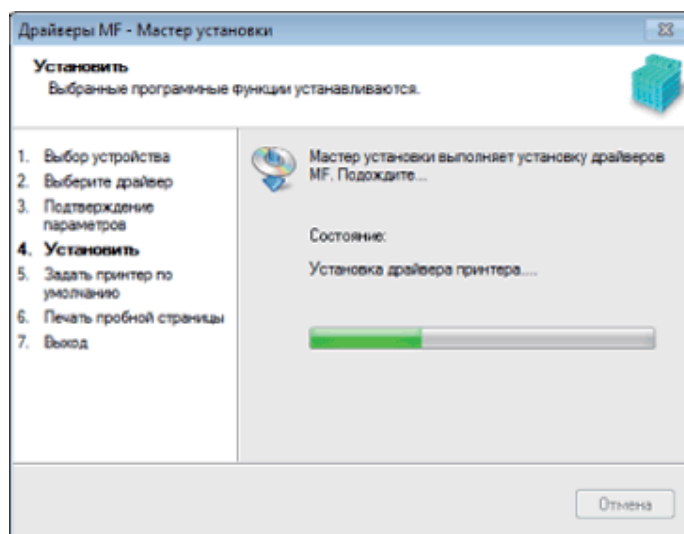 Драйверы MF - Мастер установки
Установить
Выбранные программные функции устанавливаются.
1. Выбор устройства
2. Выберите драйвер
3. Подтверждение
параметров
4. Установить
5. Задать принтер по
умолчанию
6. Печать пробной страницы
7. Выход
Мастер установки выполняет установку драйверов
MF. Подождите...
Состояние:
Установка драйвера принтера....
Отмена